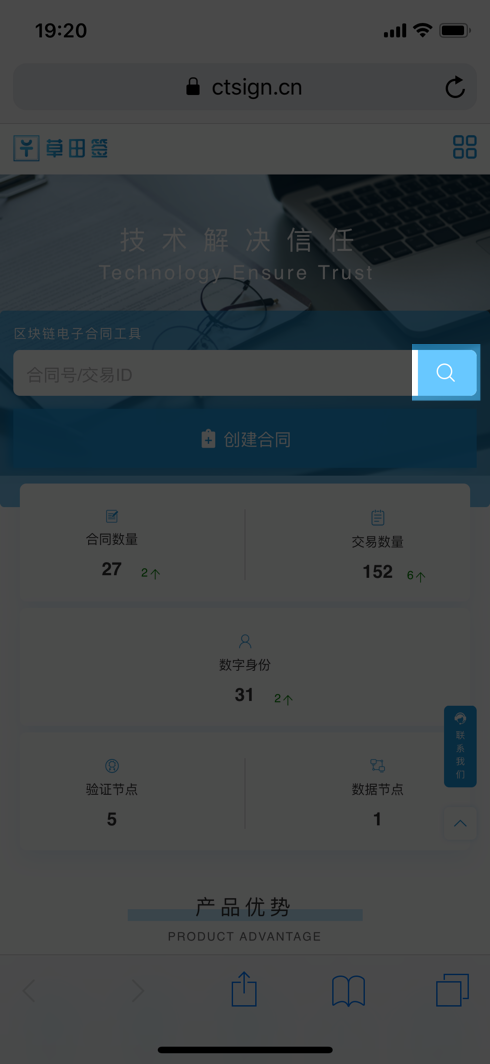 19:20
ctsign.cn
草田签
技术解决信任
Technology Ensure Trust
区块链电子合同工具
合同号/交易ID
创建合同
合同数量
27 2↑
交易数量
152 6↑
数字身份
31 2↑
联系我们
验证节点
5
数据节点
1
产品优势
PRODUCT ADVANTAGE